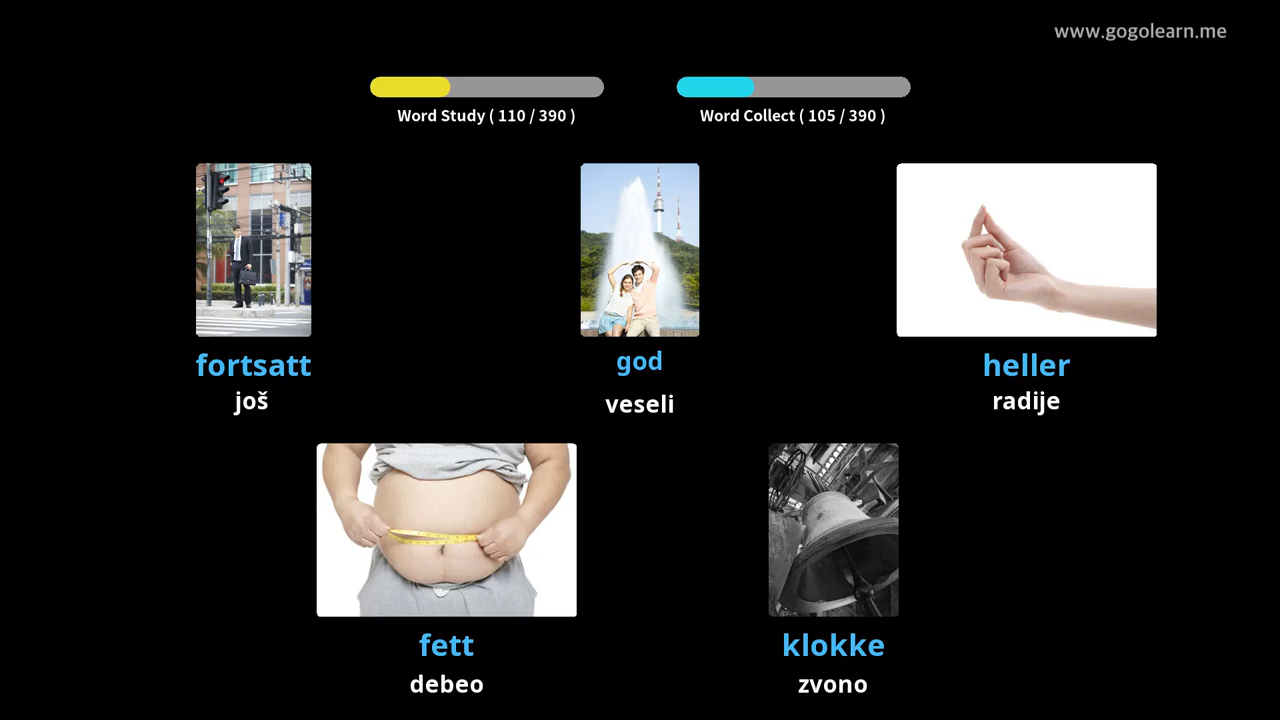 www.gogolearn.me
Word Study ( 110 / 390 )
Word Collect ( 105 / 390 )
fortsatt
još
god
veseli
heller
radije
fett
debeo
klokke
zvono